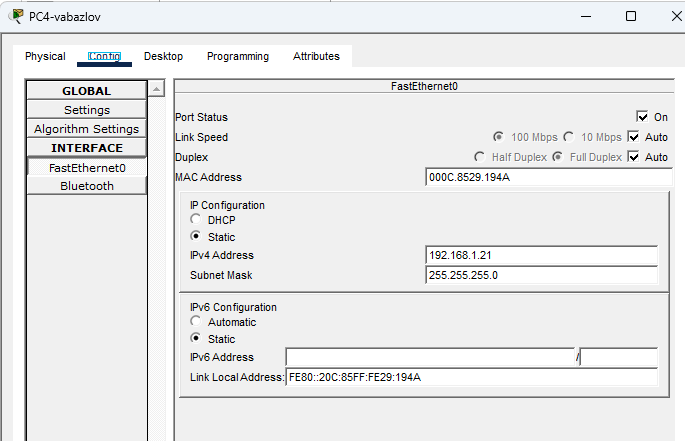 PC4-vabazlov
Physical Config Desktop Programming Attributes
GLOBAL
Settings
Algorithm Settings
INTERFACE
FastEthernet0
Bluetooth
FastEthernet0
Port Status On
Link Speed 100 Mbps 10 Mbps Auto
Duplex Half Duplex Full Duplex Auto
MAC Address 000C.8529.194A
IP Configuration
DHCP
Static
IPv4 Address 192.168.1.21
Subnet Mask 255.255.255.0
IPv6 Configuration
Automatic
Static
IPv6 Address /
Link Local Address: FE80::20C:85FF:FE29:194A